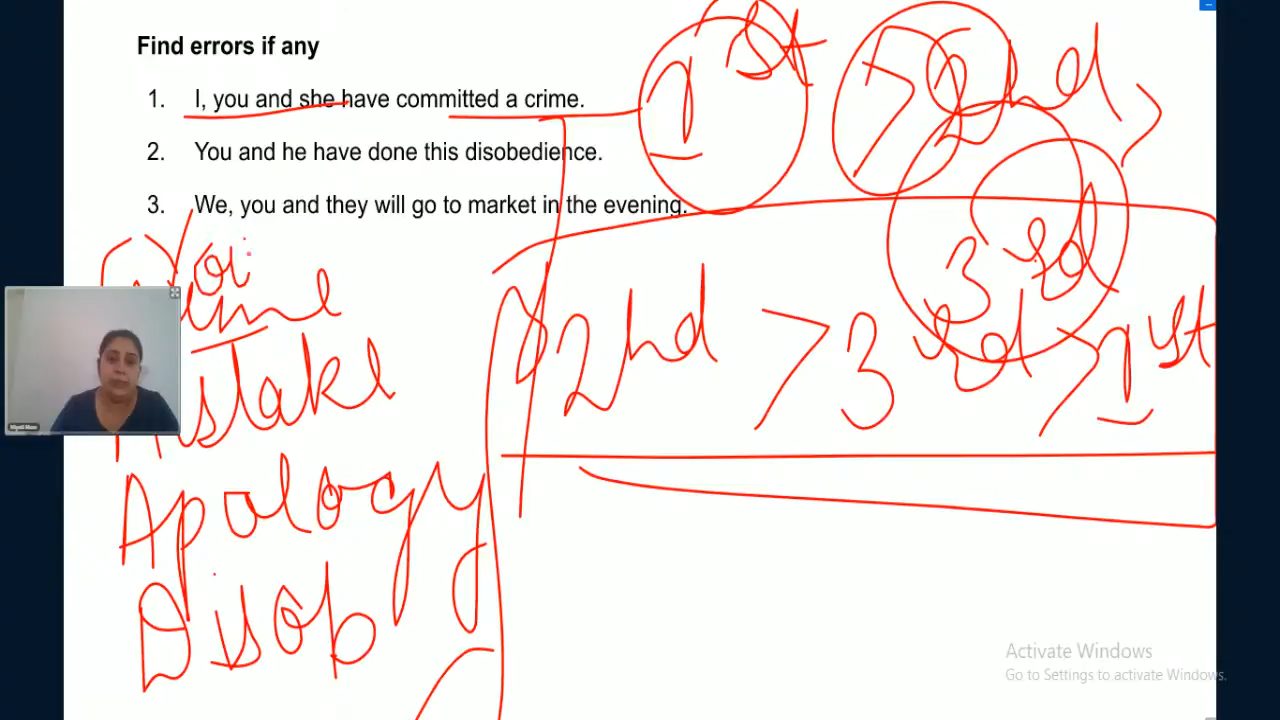 Find errors if any
1. I, you and she have committed a crime.
2. You and he have done this disobedience.
3. We, you and they will go to market in the evening.
1st > 2nd >
3rd
2nd > 3rd > 1st
Apology
Disob
Activate Windows
Go to Settings to activate Windows.